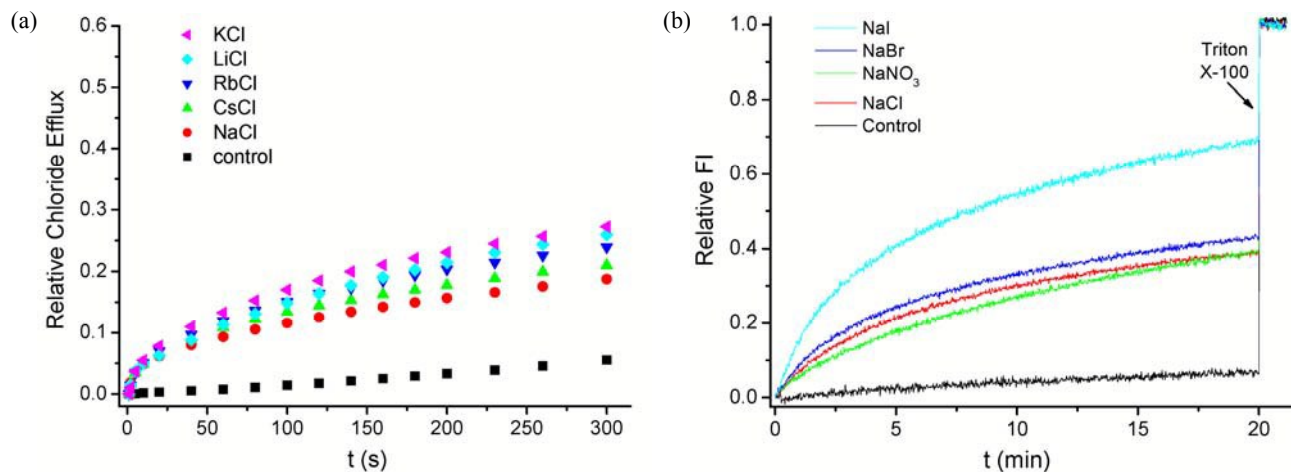 (a)
0.6
0.5
0.4
0.3
0.2
0.1
0.0
Relative Chloride Efflux
KCl
LiCl
RbCl
CsCl
NaCl
control
0 50 100 150 200 250 300
t (s)
(b)
1.0
0.8
0.6
0.4
0.2
0.0
Relative FI
NaI
NaBr
NaNO₃
NaCl
Control
Triton
X-100
0 5 10 15 20
t (min)